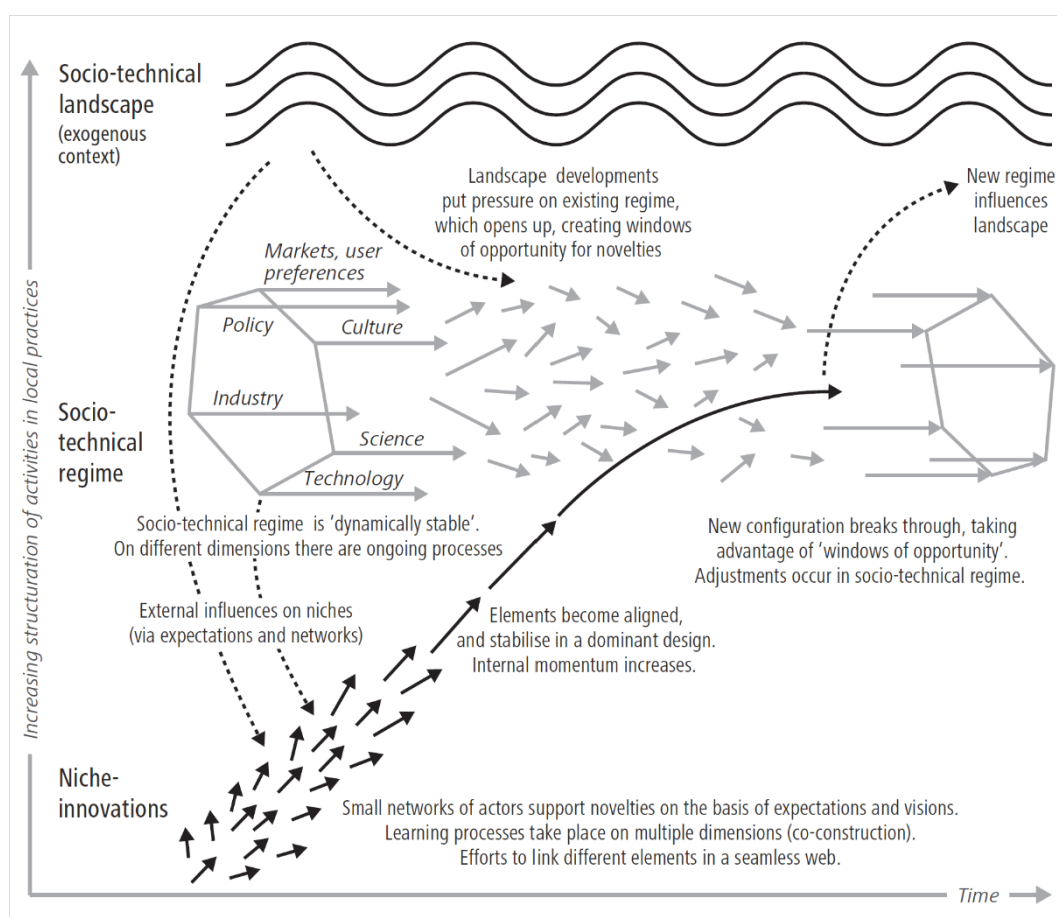 Socio-technical
landscape
(exogenous
context)
Landscape developments
put pressure on existing regime,
which opens up, creating windows
of opportunity for novelties
New regime
influences
landscape
Increasing structuration of activities in local practices
Markets, user
preferences
Policy
Culture
Industry
Science
Technology
Socio-
technical
regime
Socio-technical regime is ‘dynamically stable’.
On different dimensions there are ongoing processes
New configuration breaks through, taking
advantage of ‘windows of opportunity’.
Adjustments occur in socio-technical regime.
External influences on niches
(via expectations and networks)
Elements become aligned,
and stabilise in a dominant design.
Internal momentum increases.
Niche-
innovations
Small networks of actors support novelties on the basis of expectations and visions.
Learning processes take place on multiple dimensions (co-construction).
Efforts to link different elements in a seamless web.
Time